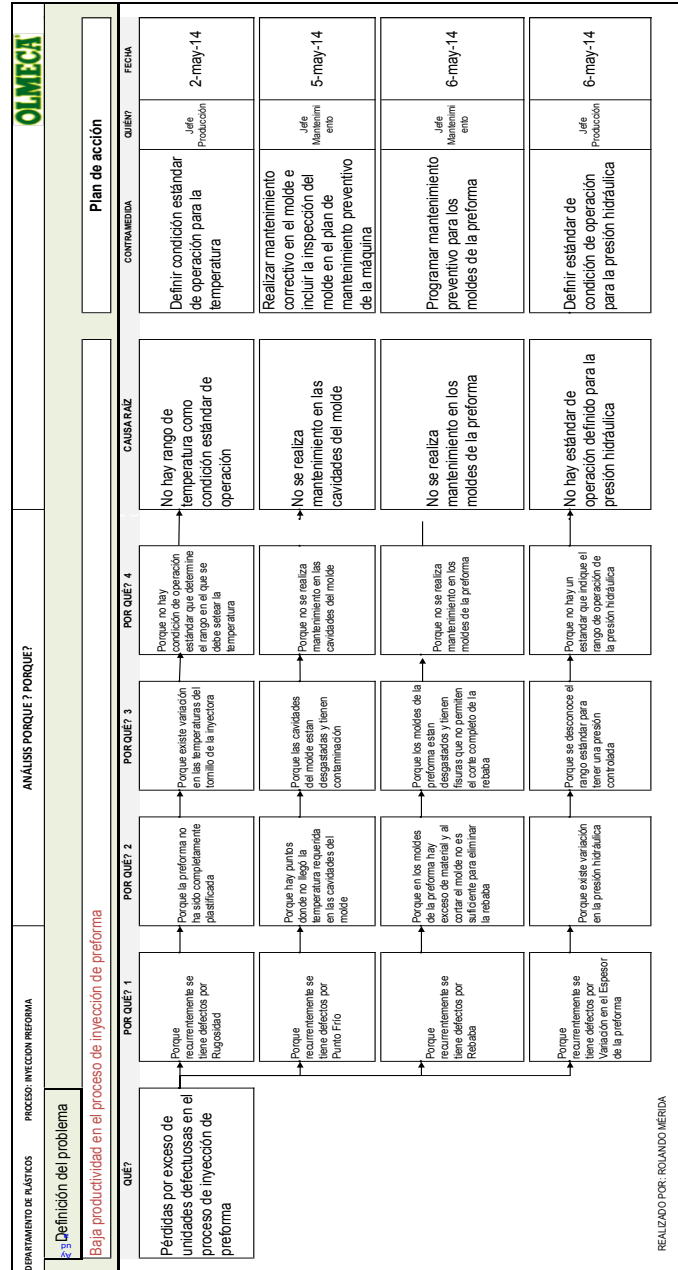 OLMECA
DEPARTAMENTO DE PLÁSTICOS PROCESO: INYECCION PREFORMA
ANÁLISIS PORQUE ? PORQUE?
Definición del problema
Plan de acción
Baja productividad en el proceso de inyección de preforma
QUÉ? POR QUÉ? 1 POR QUÉ? 2 POR QUÉ? 3 POR QUÉ? 4 CAUSA RAÍZ CONTRAMEDIDA QUIÉN? FECHA
Pérdidas por exceso de
unidades defectuosas en el
proceso de inyección de
preforma
Porque
recurrentemente se
tiene defectos por
Rugosidad
Porque la preforma no
ha sido completamente
plastificada
Porque existe variación
en las temperaturas del
tornillo de la inyectora
Porque no hay
condición de operación
estándar que determine
el rango en el que se
debe setear la
temperatura
No hay rango de
temperatura como
condición estándar de
operación
Definir condición estándar
de operación para la
temperatura
Jefe
Producción
2-may-14
Porque
recurrentemente se
tiene defectos por
Punto Frío
Porque hay puntos
donde no llegó la
temperatura requerida
en las cavidades del
molde
Porque las cavidades
del molde estan
desgastadas y tienen
contaminación
Porque no se realiza
mantenimiento en las
cavidades del molde
No se realiza
mantenimiento en las
cavidades del molde
Realizar mantenimiento
correctivo en el molde e
incluir la inspección del
molde en el plan de
mantenimiento preventivo
de la máquina
Jefe
Mantenimi
ento
5-may-14
Porque
recurrentemente se
tiene defectos por
Rebaba
Porque en los moldes
de la preforma hay
exceso de material y al
cortar el molde no es
suficiente para eliminar
la rebaba
Porque los moldes de la
preforma estan
desgastados y tienen
fisuras que no permiten
el corte completo de la
rebaba
Porque no se realiza
mantenimiento en los
moldes de la preforma
No se realiza
mantenimiento en los
moldes de la preforma
Programar mantenimiento
preventivo para los
moldes de la preforma
Jefe
Mantenimi
ento
6-may-14
Porque
recurrentemente se
tiene defectos por
Variación en el Espesor
de la preforma
Porque existe variación
en la presión hidráulica
Porque se desconoce el
rango estándar para
tener una presión
controlada
Porque no hay un
estandar que indique el
rango de operación de
la presión hidráulica
No hay estándar de
operación definido para la
presión hidráulica
Definir estándar de
condición de operación
para la presión hidráulica
Jefe
Producción
6-may-14
REALIZADO POR: ROLANDO MÉRIDA